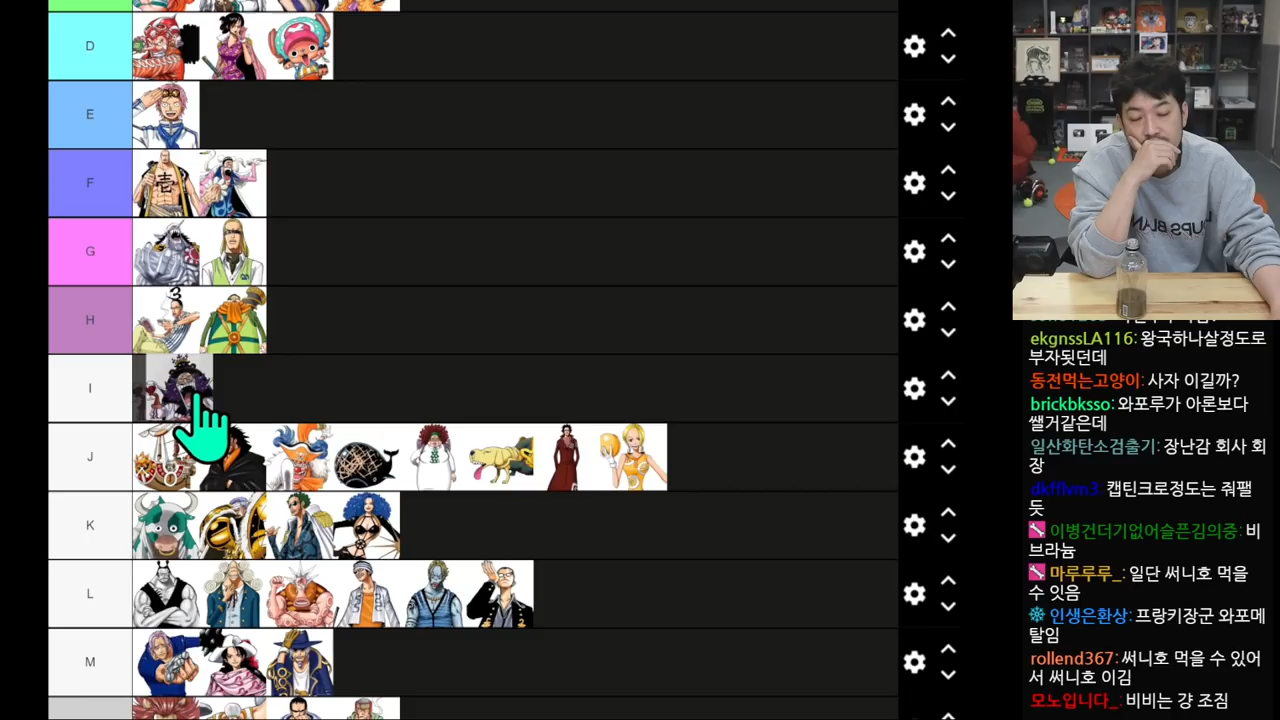 D
E
F
G
H
I
J
K
L
M
壱
3
ekgnssLA116: 왕국하나살정도로
부자됫던데
동전먹는고양이: 사자 이길까?
brickbksso: 와포루가 아론보다
쌜거같은데
일산화탄소검출기: 장난감 회사 회
장
dkfflvm3: 캡틴크로정도는 줘팰
듯
이병건더기없어슬픈김의중: 비
브라늄
마루루루_: 일단 써니호 먹을
수 잇음
인생은환상: 프랑키장군 와포메
탈임
rollend367: 써니호 먹을 수 있어
서 써니호 이김
모노입니다_: 비비는 걍 조짐